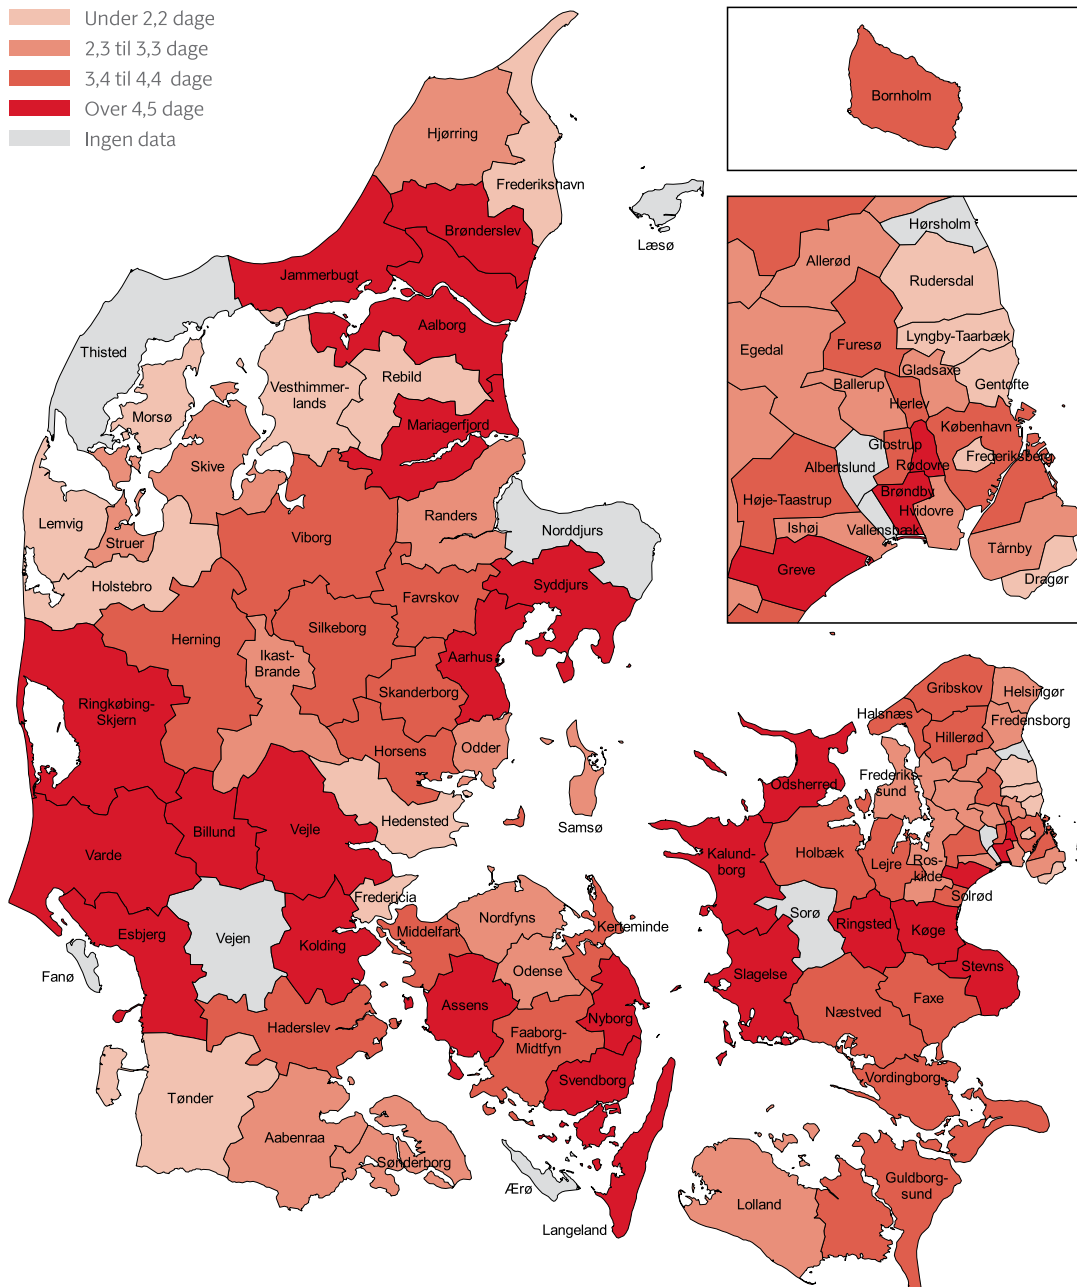 Under 2,2 dage
2,3 til 3,3 dage
3,4 til 4,4 dage
Over 4,5 dage
Ingen data
Hjørring
Frederikshavn
Brønderslev
Læsø
Jammerbugt
Aalborg
Thisted
Rebild
Vesthimmer-
lands
Morsø
Mariagerfjord
Skive
Randers
Lemvig
Norddjurs
Struer
Viborg
Holstebro
Syddjurs
Favrskov
Silkeborg
Herning
Ikast-
Brande
Aarhus
Skanderborg
Ringkøbing-
Skjern
Horsens
Odder
Samsø
Hedensted
Billund
Vejle
Varde
Fredericia
Esbjerg
Vejen
Kolding
Fanø
Nordfyns
Middelfart
Kerteminde
Odense
Assens
Haderslev
Faaborg-
Midtfyn
Nyborg
Svendborg
Tønder
Aabenraa
Sønderborg
Ærø
Langeland
Bornholm
Hørsholm
Allerød
Rudersdal
Lyngby-Taarbæk
Egedal
Furesø
Gladsaxe
Ballerup
Gentofte
Herlev
København
Glostrup
Frederiksberg
Albertslund
Rødovre
Brøndby
Høje-Taastrup
Hvidovre
Ishøj
Vallensbæk
Tårnby
Greve
Dragør
Gribskov
Helsingør
Halsnæs
Fredensborg
Hillerød
Frederiks-
sund
Odsherred
Kalund-
borg
Holbæk
Lejre
Ros-
kilde
Solrød
Sorø
Ringsted
Køge
Slagelse
Stevns
Næstved
Faxe
Vordingborg
Guldborg-
sund
Lolland